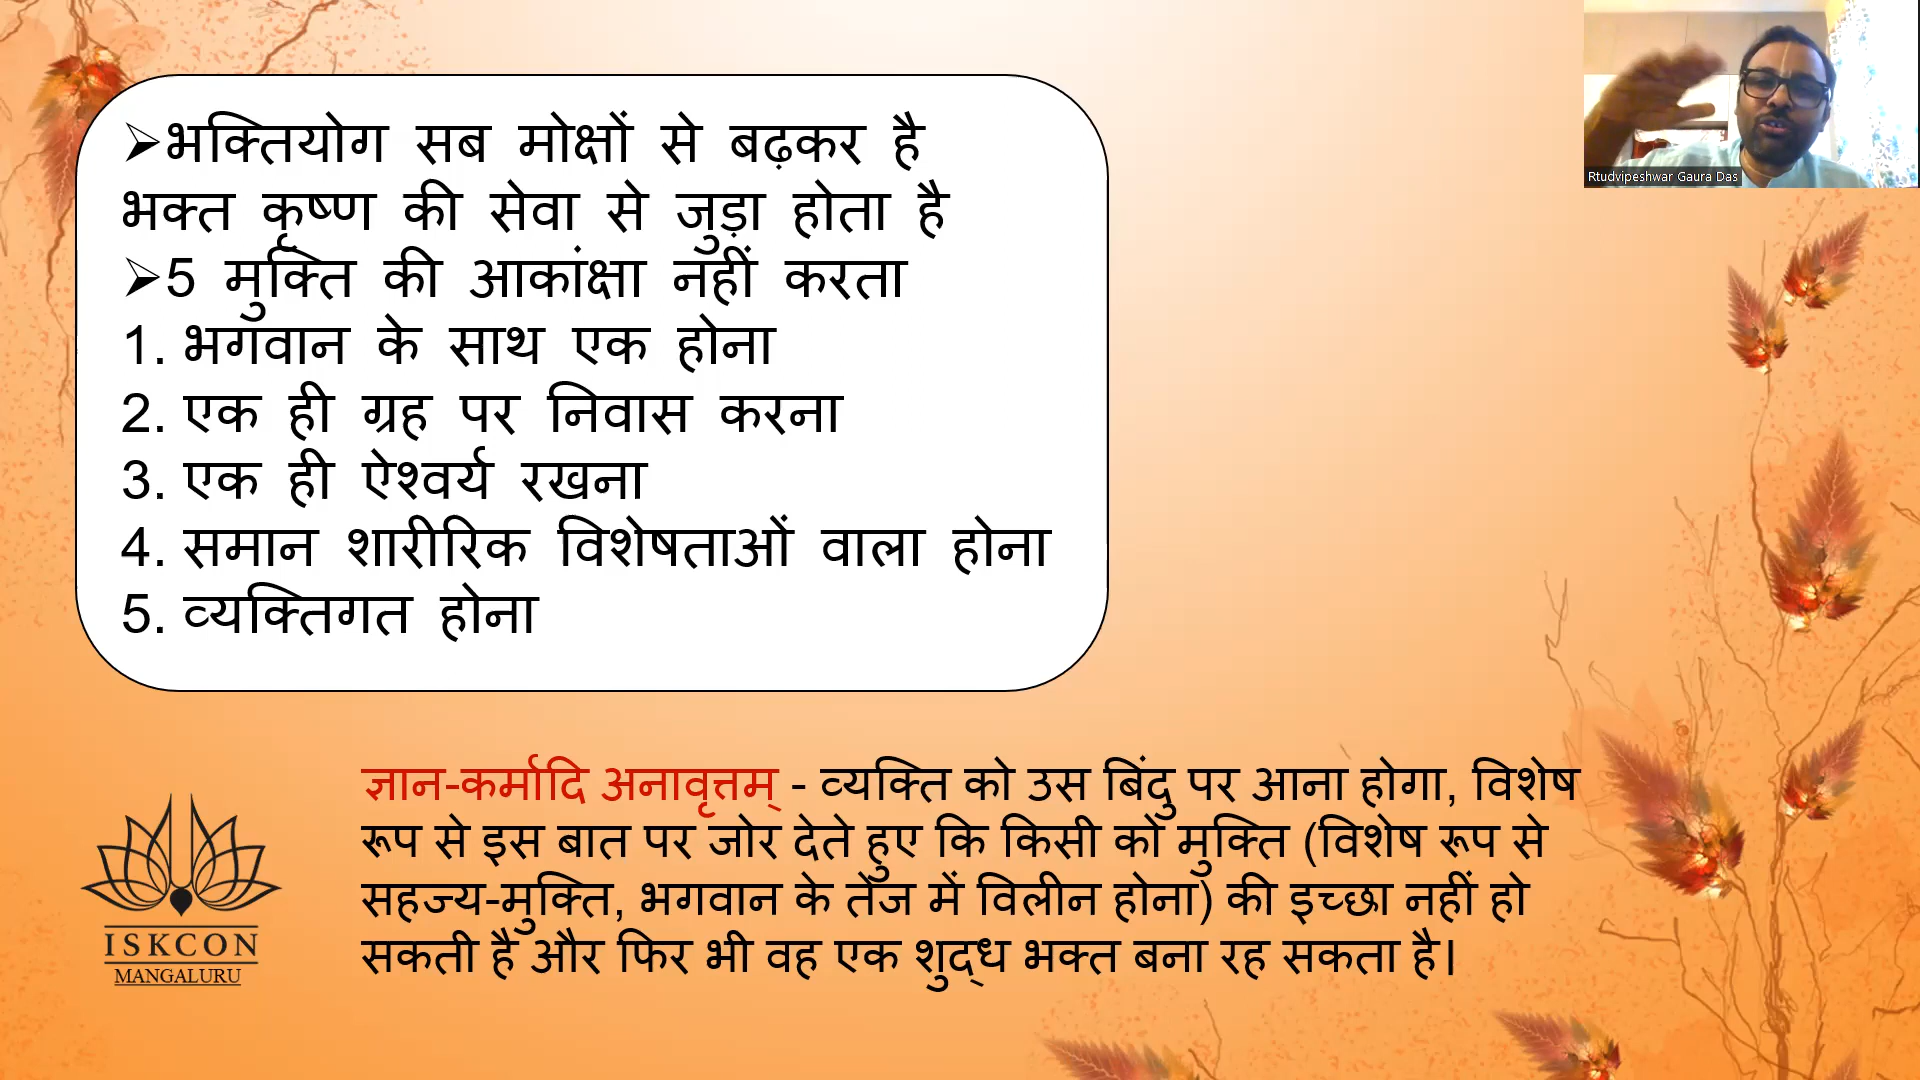 ➢भक्तियोग सब मोक्षों से बढ़कर है
भक्त कृष्ण की सेवा से जुड़ा होता है
➢5 मुक्ति की आकांक्षा नहीं करता
1. भगवान के साथ एक होना
2. एक ही ग्रह पर निवास करना
3. एक ही ऐश्वर्य रखना
4. समान शारीरिक विशेषताओं वाला होना
5. व्यक्तिगत होना
ज्ञान-कर्मादि अनावृत्तम् - व्यक्ति को उस बिंदु पर आना होगा, विशेष
रूप से इस बात पर जोर देते हुए कि किसी को मुक्ति (विशेष रूप से
सहज्य-मुक्ति, भगवान के तेज में विलीन होना) की इच्छा नहीं हो
सकती है और फिर भी वह एक शुद्ध भक्त बना रह सकता है।
ISKCON
MANGALURU
Rtudvipeshwar Gaura Das